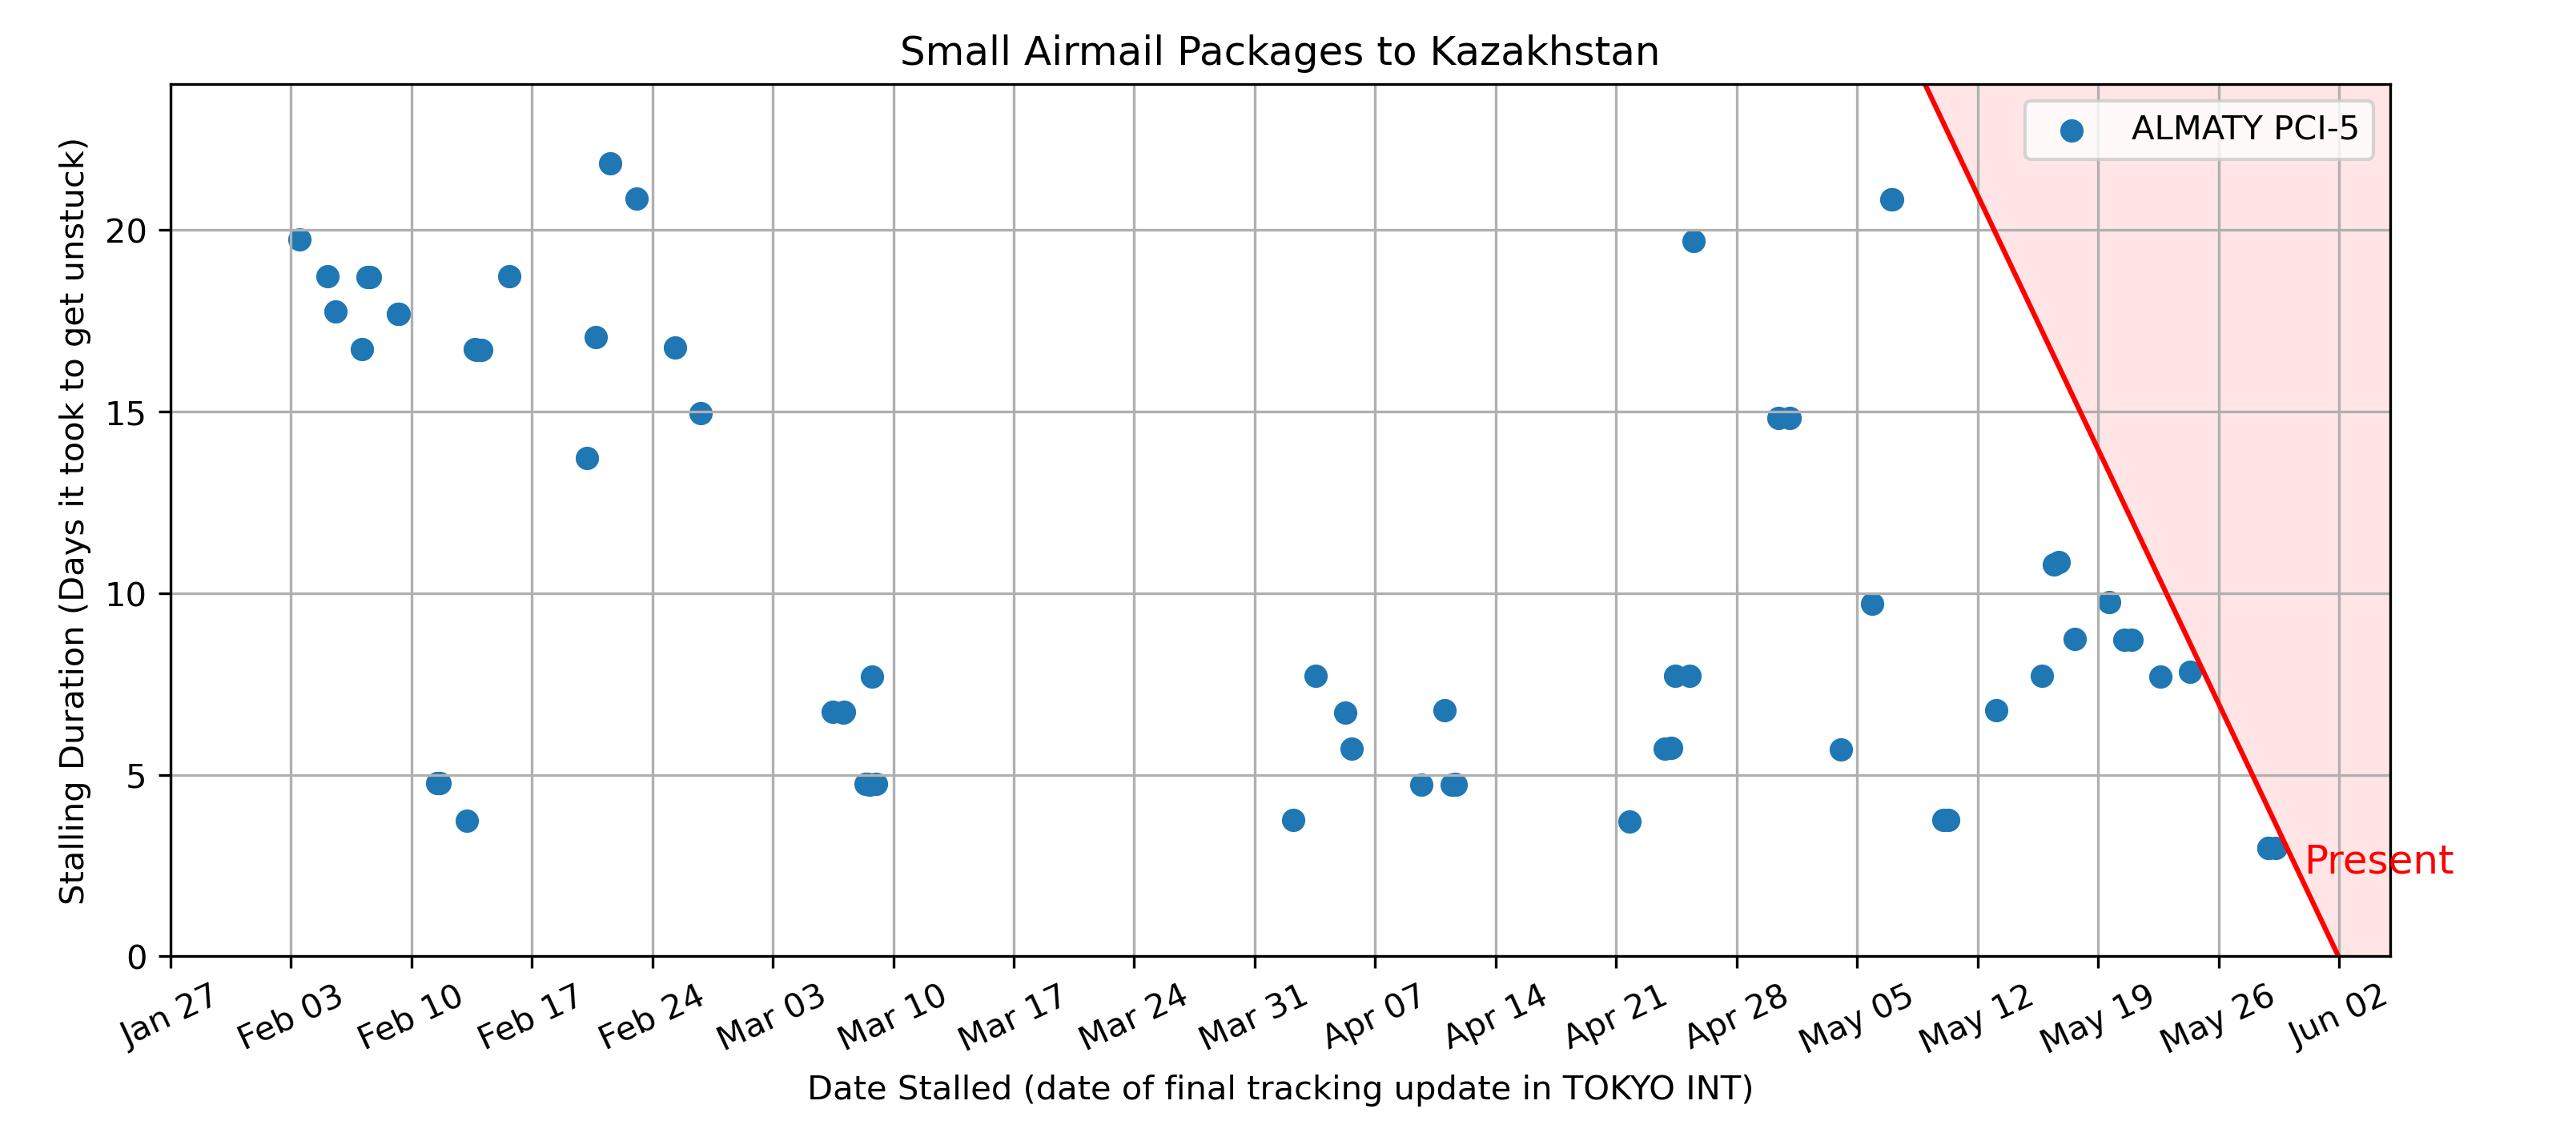 Small Airmail Packages to Kazakhstan
ALMATY PCI-5
Stalling Duration (Days it took to get unstuck)
20
15
10
5
0
Present
Jan 27
Feb 03
Feb 10
Feb 17
Feb 24
Mar 03
Mar 10
Mar 17
Mar 24
Mar 31
Apr 07
Apr 14
Apr 21
Apr 28
May 05
May 12
May 19
May 26
Jun 02
Date Stalled (date of final tracking update in TOKYO INT)